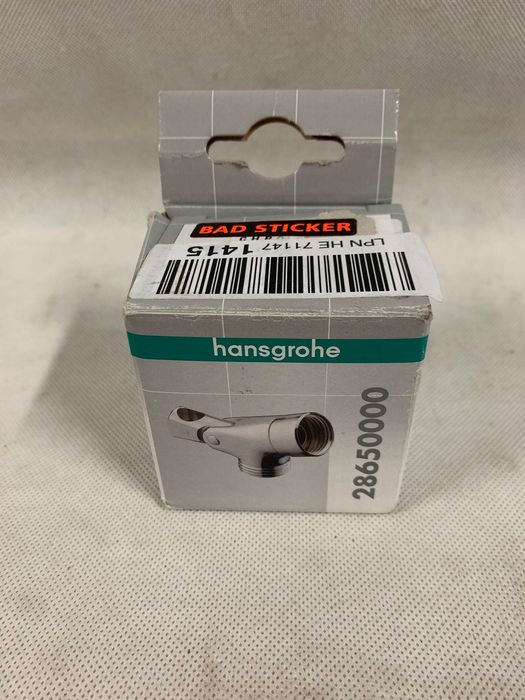 BAD STICKER
LPN HE 71147 1415
hansgrohe
28650000